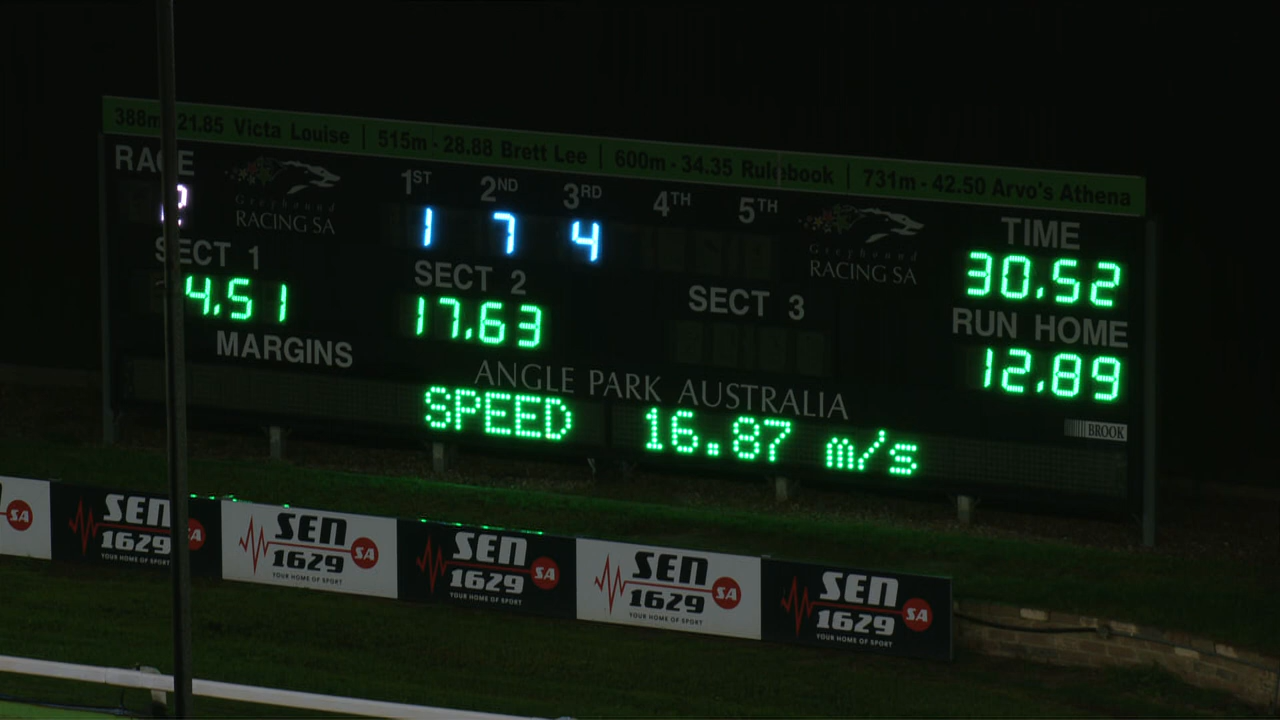 388m 21.85 Victa Louise | 515m - 28.88 Brett Lee | 600m - 34.35 Rulebook | 731m - 42.50 Arvo's Athena
RACE
Greyhound
RACING SA
1ST 2ND 3RD 4TH 5TH
1 7 4
Greyhound
RACING SA
TIME
30.52
SECT 1
4.51
SECT 2
17.63
SECT 3
RUN HOME
12.89
MARGINS
ANGLE PARK AUSTRALIA
SPEED 16.87 m/s
BROOK
SA
SEN SA
1629
YOUR HOME OF SPORT
SEN SA
1629
YOUR HOME OF SPORT
SEN SA
1629
YOUR HOME OF SPORT
SEN SA
1629
YOUR HOME OF SPORT
SEN SA
1629
YOUR HOME OF SPORT